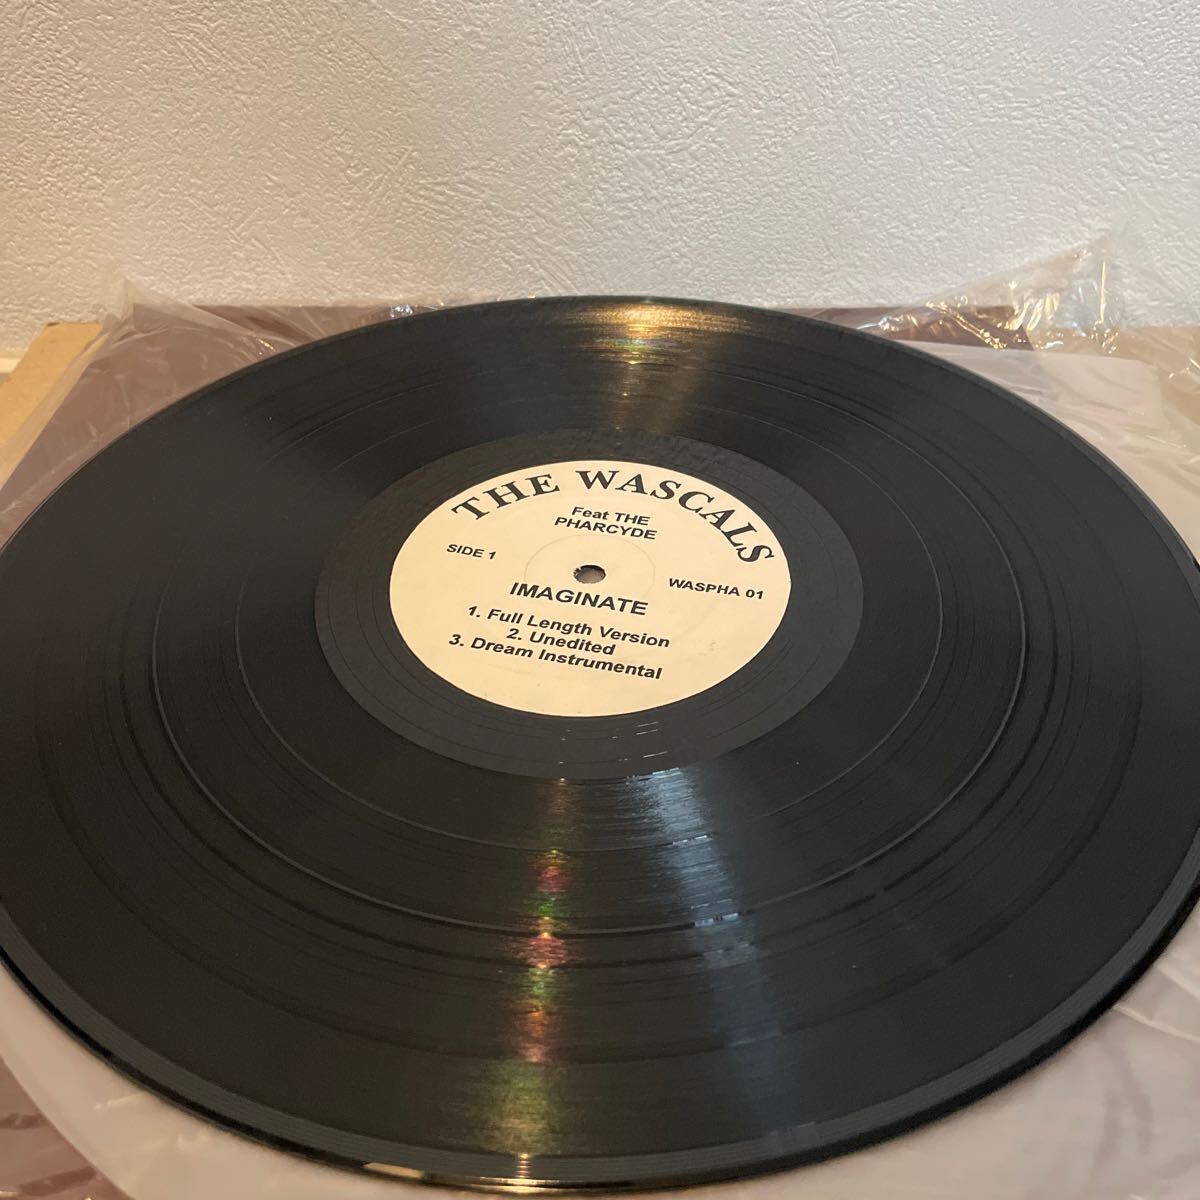 THE WASCALS
Feat THE
PHARCYDE
SIDE 1
WASPHA 01
IMAGINATE
1. Full Length Version
2. Unedited
3. Dream Instrumental